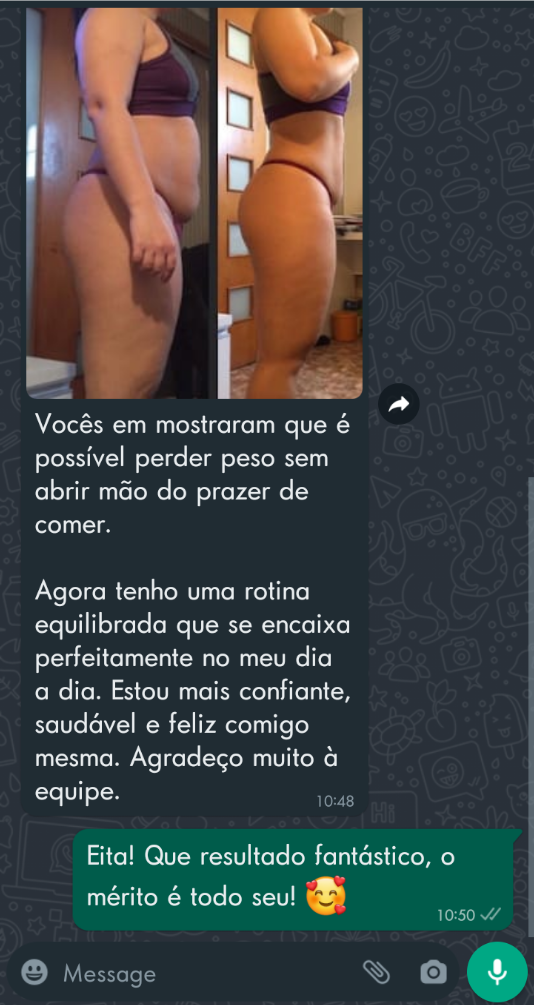 Vocês em mostraram que é
possível perder peso sem
abrir mão do prazer de
comer.
Agora tenho uma rotina
equilibrada que se encaixa
perfeitamente no meu dia
a dia. Estou mais confiante,
saudável e feliz comigo
mesma. Agradeço muito à
equipe.
10:48
Eita! Que resultado fantástico, o
mérito é todo seu! 🥰
10:50
Message